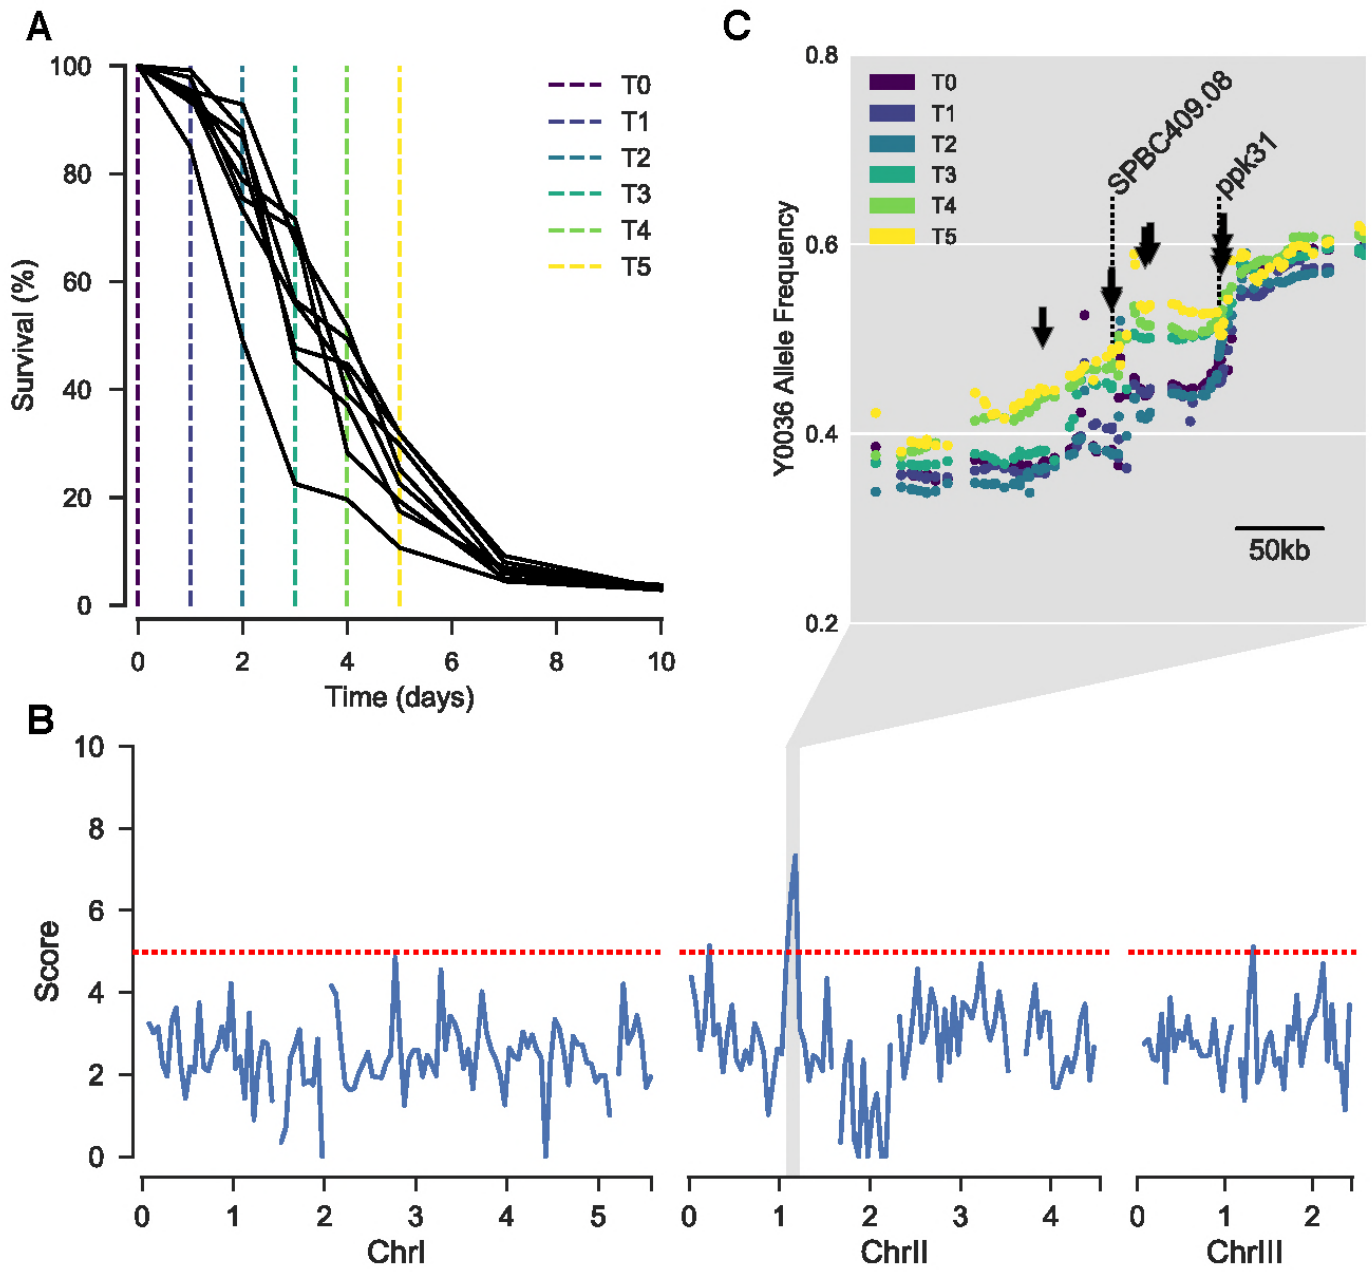 A
100
80
60
40
20
0
Survival (%)
0 2 4 6 8 10
Time (days)
T0
T1
T2
T3
T4
T5
C
0.8
0.6
0.4
0.2
Y0036 Allele Frequency
T0
T1
T2
T3
T4
T5
SPBC409.08
ppk31
50kb
B
10
8
6
4
2
0
Score
0 1 2 3 4 5
ChrI
0 1 2 3 4
ChrII
0 1 2
ChrIII